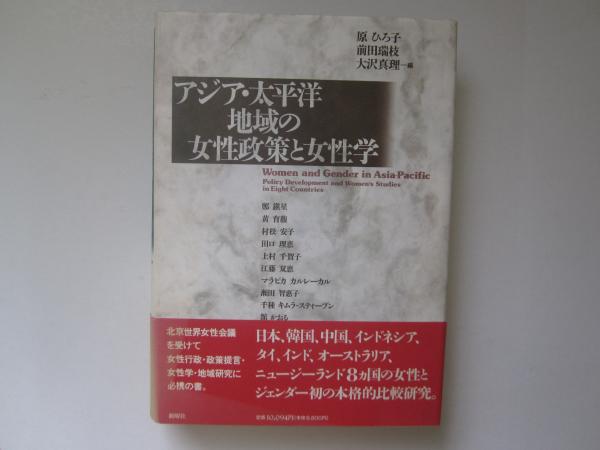 原 ひろ子
前田瑞枝
大沢真理 編
アジア・太平洋
地域の
女性政策と女性学
Women and Gender in Asia-Pacific
Policy Development and Women's Studies
in Eight Countries
鄭 鎭星
黄 育馥
村松 安子
田口 理恵
上村 千賀子
江藤 双恵
マラビカ カルレーカル
瀬田 智恵子
千種 キムラ・スティーブン
舘 かおる
北京世界女性会議
を受けて
女性行政・政策提言・
女性学・地域研究に
必携の書。
新曜社
日本、韓国、中国、インドネシア、
タイ、インド、オーストラリア、
ニュージーランド8ヵ国の女性と
ジェンダー初の本格的比較研究。